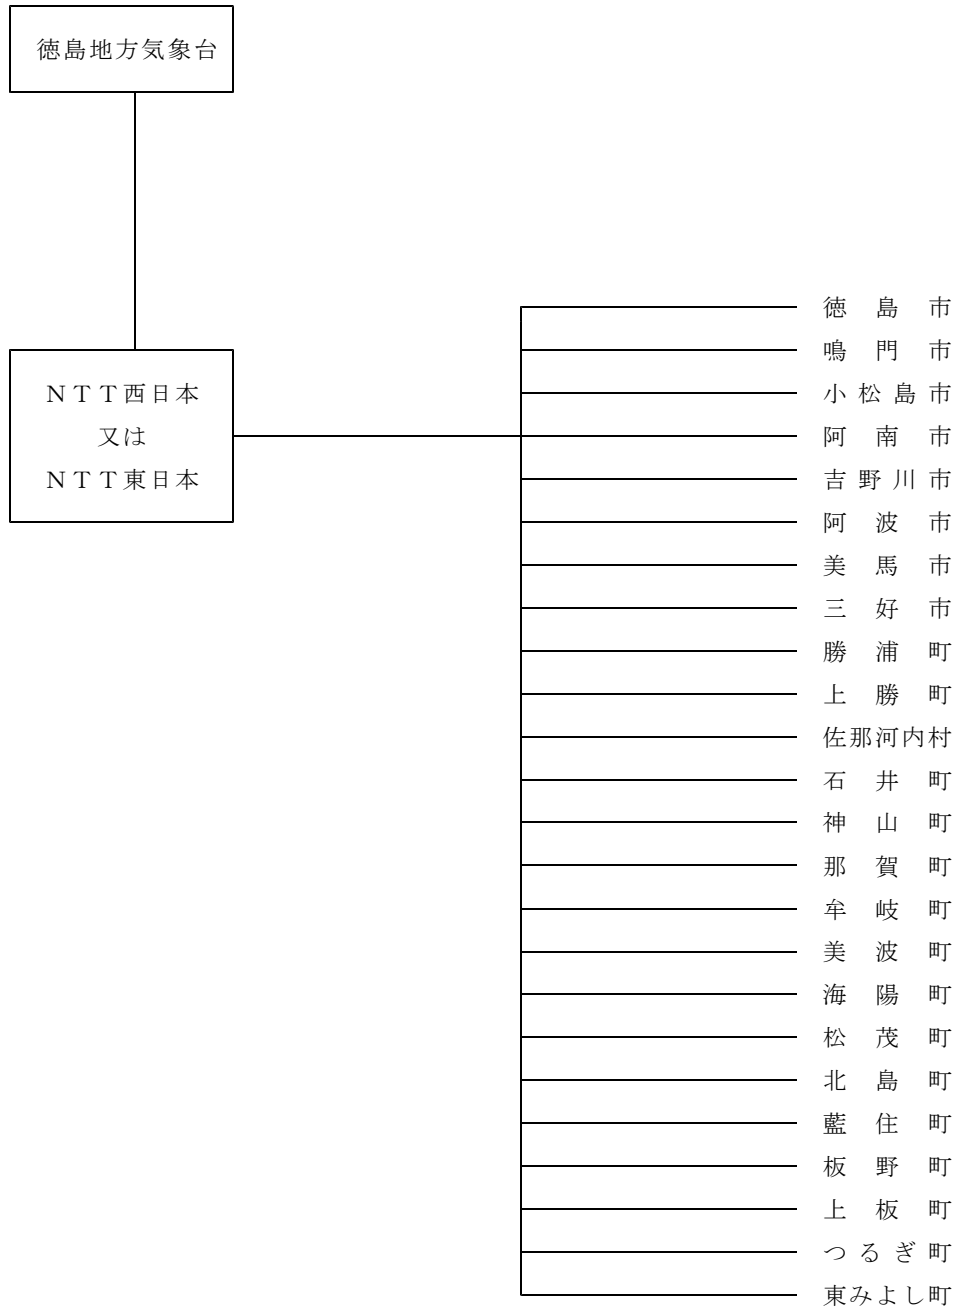 徳島地方気象台
ＮＴＴ西日本
又は
ＮＴＴ東日本
徳島市
鳴門市
小松島市
阿南市
吉野川市
阿波市
美馬市
三好市
勝浦町
上勝町
佐那河内村
石井町
神山町
那賀町
牟岐町
美波町
海陽町
松茂町
北島町
藍住町
板野町
上板町
つるぎ町
東みよし町